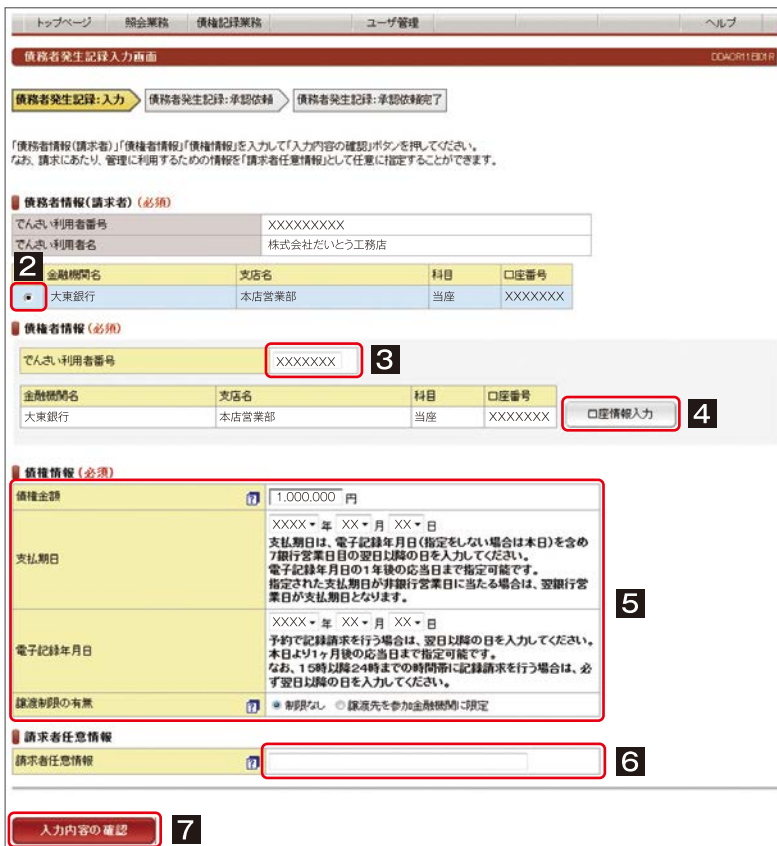 トップページ 照会業務 債権記録業務 ユーザ管理 ヘルプ
債務者発生記録入力画面
債務者発生記録:入力 債務者発生記録:承認依頼 債務者発生記録:承認依頼完了
「債務者情報(請求者)」「債権者情報」「債権情報」を入力して「入力内容の確認」ボタンを押してください。
なお、請求にあたり、管理に利用するための情報を「請求者任意情報」として任意に指定することができます。
債務者情報(請求者) (必須)
でんさい利用者番号 XXXXXXXXX
でんさい利用者名 株式会社だいとう工務店
2
金融機関名 支店名 科目 口座番号
大東銀行 本店営業部 当座 XXXXXXX
債権者情報 (必須)
でんさい利用者番号 XXXXXXX 3
金融機関名 支店名 科目 口座番号
大東銀行 本店営業部 当座 XXXXXXX 口座情報入力 4
債権情報 (必須)
債権金額 ? 1,000,000 円
XXXX 年 XX 月 XX 日
支払期日
支払期日は、電子記録年月日(指定をしない場合は本日)を含め
7銀行営業日目の翌日以降の日を入力してください。
電子記録年月日の1年後の応当日まで指定可能です。
指定された支払期日が非銀行営業日に当たる場合は、翌銀行営
業日が支払期日となります。
5
XXXX 年 XX 月 XX 日
電子記録年月日
予約で記録請求を行う場合は、翌日以降の日を入力してください。
本日より1ヶ月後の応当日まで指定可能です。
なお、15時以降24時までの時間帯に記録請求を行う場合は、必
ず翌日以降の日を入力してください。
譲渡制限の有無 ? 制限なし 譲渡先を参加金融機関に限定
請求者任意情報
請求者任意情報 ? 6
入力内容の確認 7